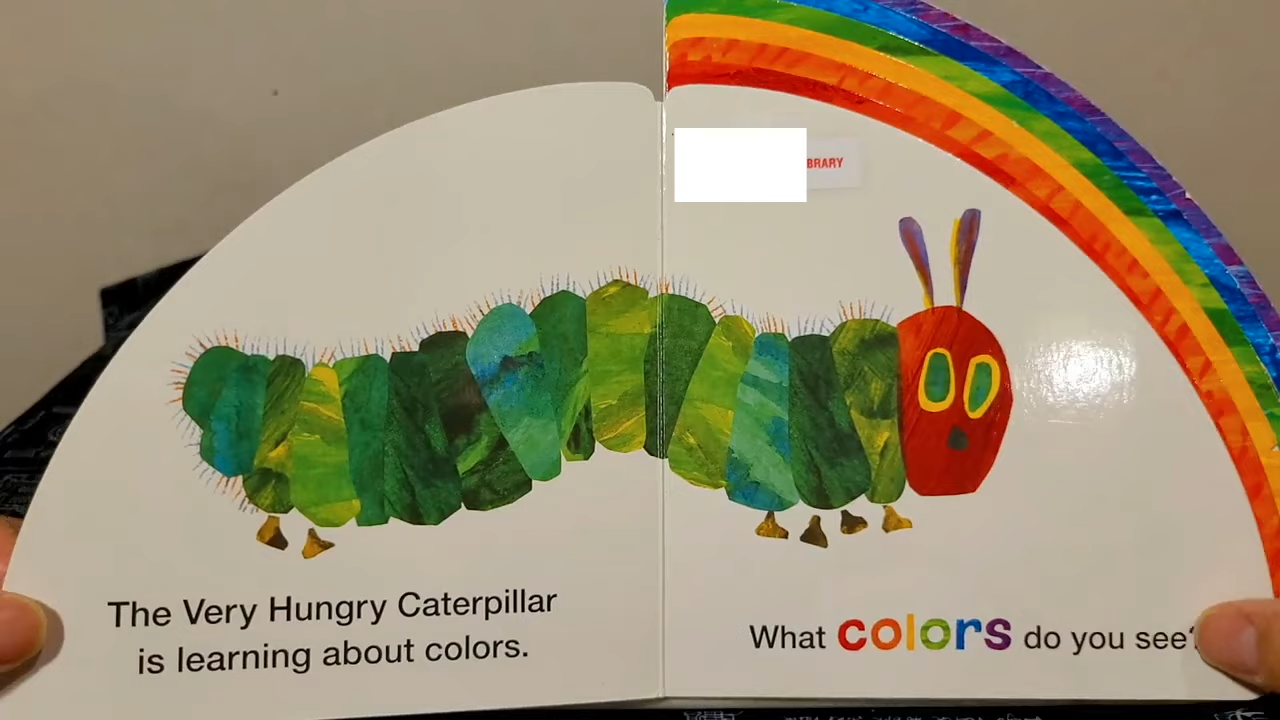 BRARY
The Very Hungry Caterpillar
is learning about colors.
What colors do you see?